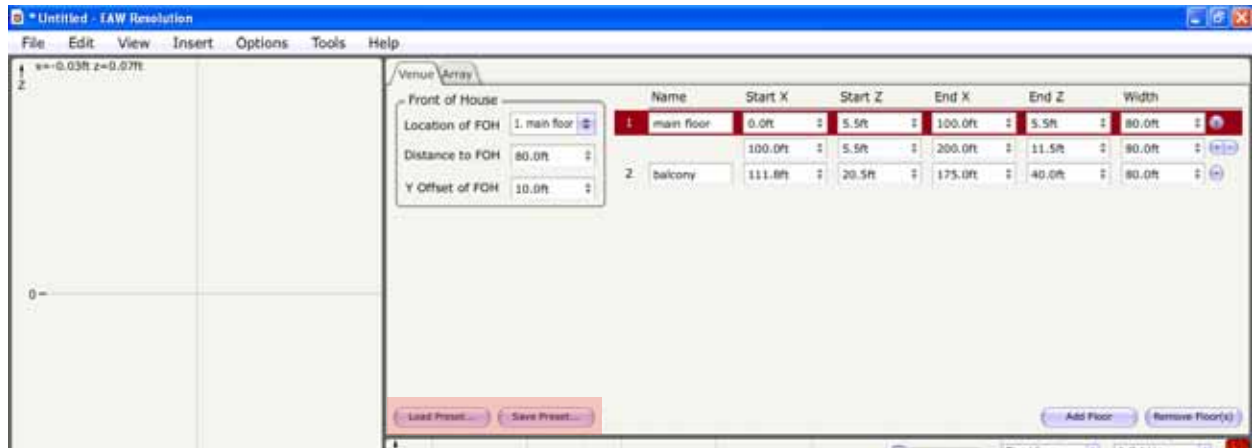 *Untitled - EAW Resolution
File Edit View Insert Options Tools Help
x=-0.03ft z=0.07ft
Z
0
Venue Array
Front of House
Location of FOH 1. main floor
Distance to FOH 80.0ft
Y Offset of FOH 10.0ft
Name Start X Start Z End X End Z Width
1 main floor 0.0ft 5.5ft 100.0ft 5.5ft 80.0ft
100.0ft 5.5ft 200.0ft 11.5ft 80.0ft
2 balcony 111.8ft 20.5ft 175.0ft 40.0ft 80.0ft
Load Preset... Save Preset... Add Floor Remove Floor(s)